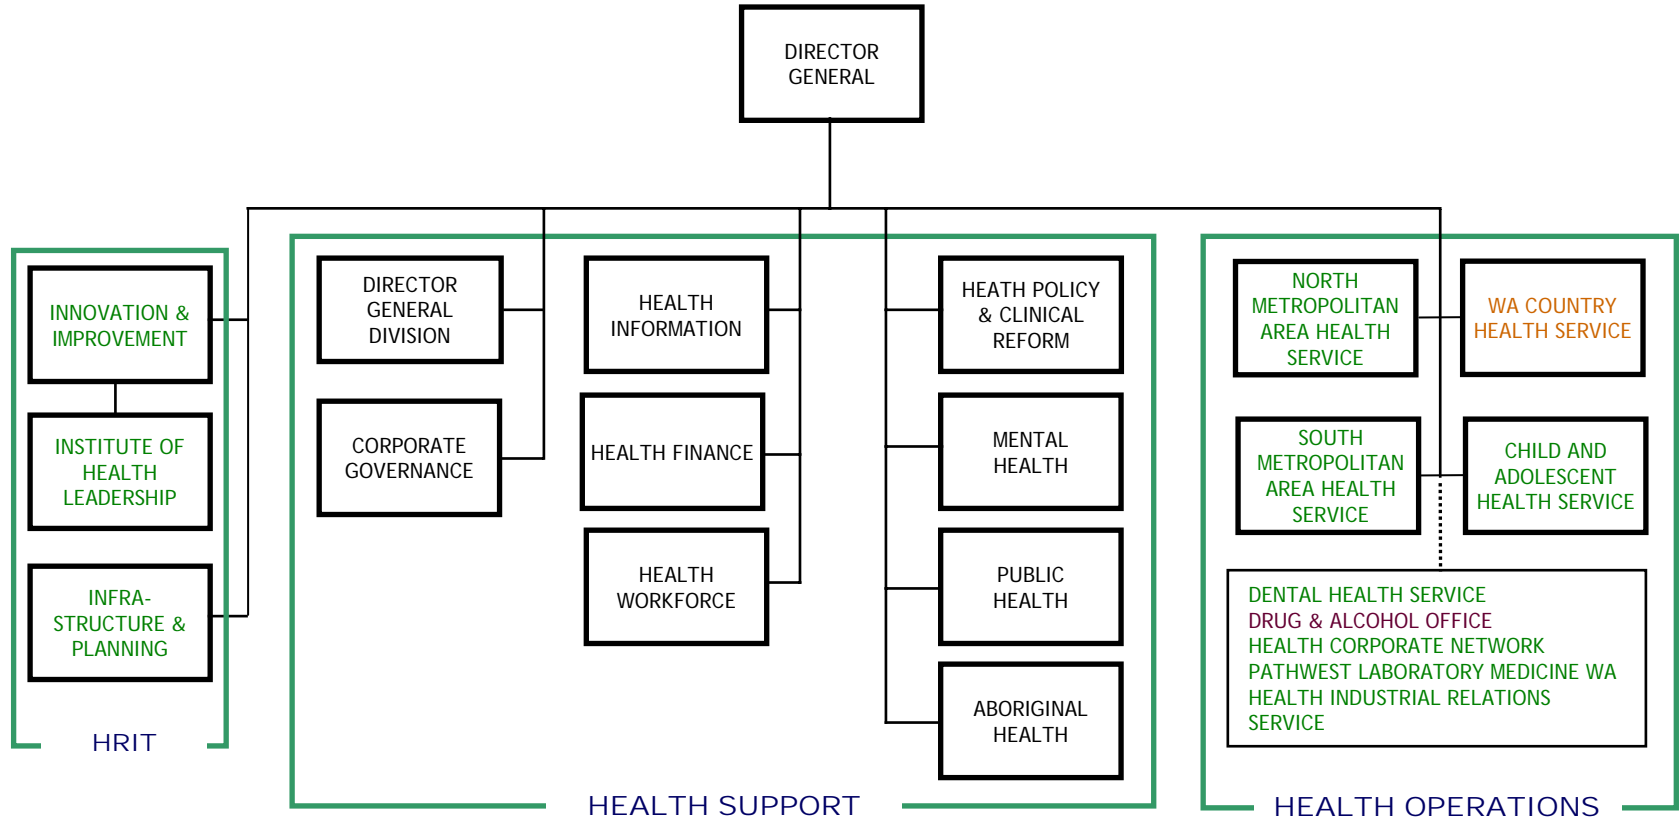 DIRECTOR
GENERAL
INNOVATION &
IMPROVEMENT
INSTITUTE OF
HEALTH
LEADERSHIP
INFRA-
STRUCTURE &
PLANNING
HRIT
DIRECTOR
GENERAL
DIVISION
CORPORATE
GOVERNANCE
HEALTH
INFORMATION
HEALTH FINANCE
HEALTH
WORKFORCE
HEATH POLICY
& CLINICAL
REFORM
MENTAL
HEALTH
PUBLIC
HEALTH
ABORIGINAL
HEALTH
HEALTH SUPPORT
NORTH
METROPOLITAN
AREA HEALTH
SERVICE
WA COUNTRY
HEALTH SERVICE
SOUTH
METROPOLITAN
AREA HEALTH
SERVICE
CHILD AND
ADOLESCENT
HEALTH SERVICE
DENTAL HEALTH SERVICE
DRUG & ALCOHOL OFFICE
HEALTH CORPORATE NETWORK
PATHWEST LABORATORY MEDICINE WA
HEALTH INDUSTRIAL RELATIONS
SERVICE
HEALTH OPERATIONS